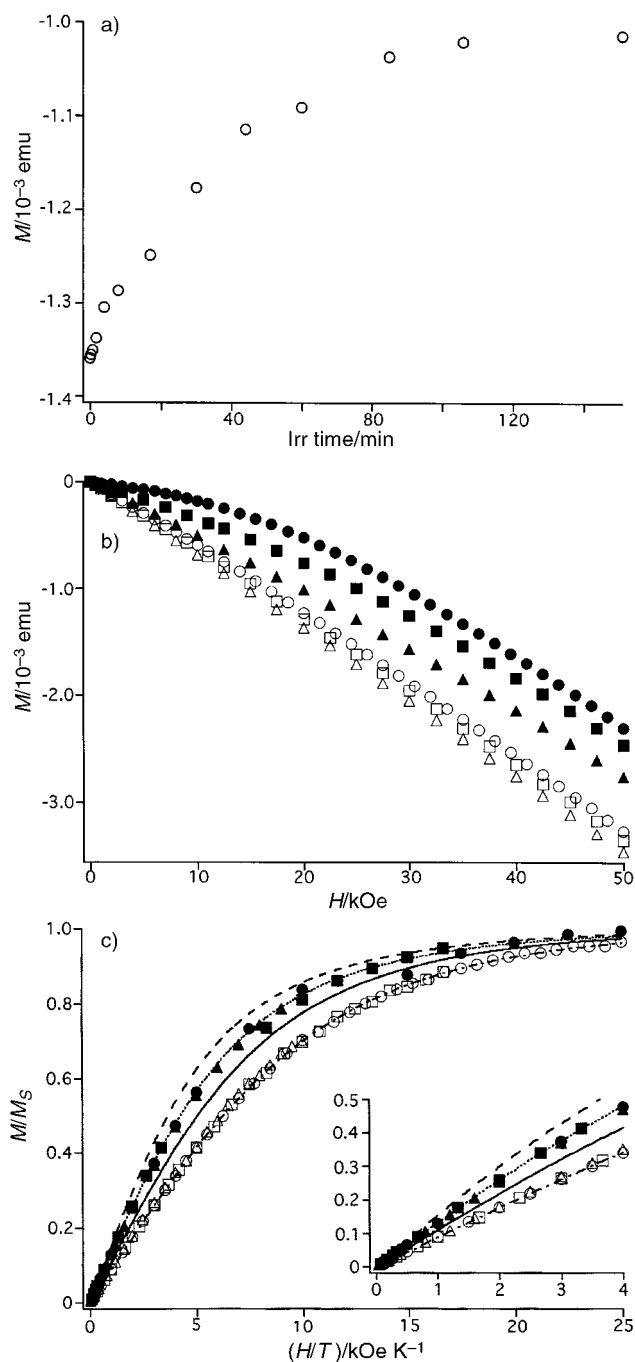 a)
-1.0
-1.1
-1.2
-1.3
-1.4
M/10⁻³ emu
0 40 80 120
Irr time/min
b)
0
-1.0
-2.0
-3.0
M/10⁻³ emu
0 10 20 30 40 50
H/kOe
c)
1.0
0.8
0.6
0.4
0.2
0
M/M_S
0 5 10 15 20 25
(H/T)/kOe K⁻¹
0.5
0.4
0.3
0.2
0.1
0
0 1 2 3 4